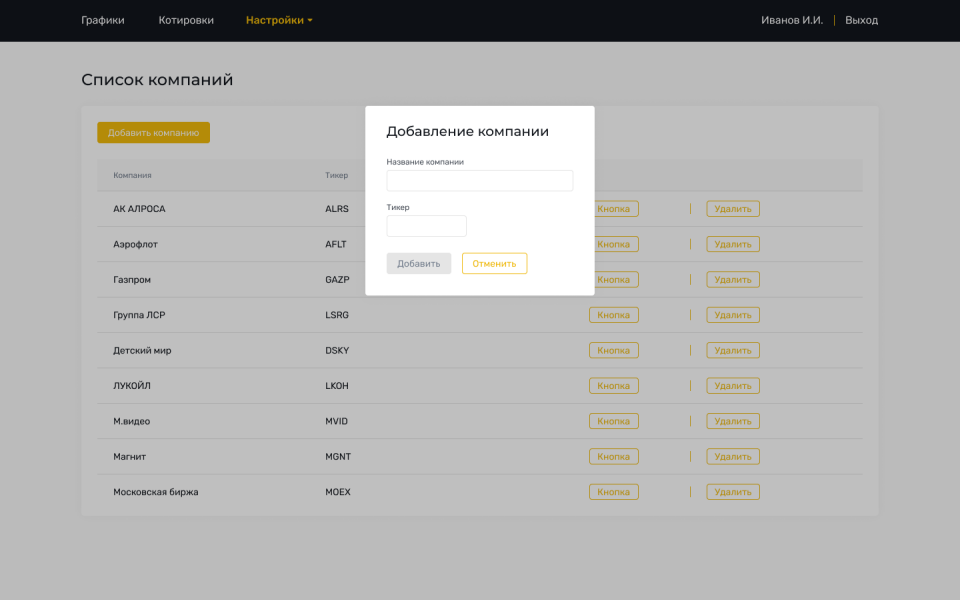 Графики Котировки Настройки Иванов И.И. Выход
Список компаний
Добавить компанию
Компания Тикер
АК АЛРОСА ALRS Кнопка Удалить
Аэрофлот AFLT Кнопка Удалить
Газпром GAZP Кнопка Удалить
Группа ЛСР LSRG Кнопка Удалить
Детский мир DSKY Кнопка Удалить
ЛУКОЙЛ LKOH Кнопка Удалить
М.видео MVID Кнопка Удалить
Магнит MGNT Кнопка Удалить
Московская биржа MOEX Кнопка Удалить
Добавление компании
Название компании
Тикер
Добавить Отменить